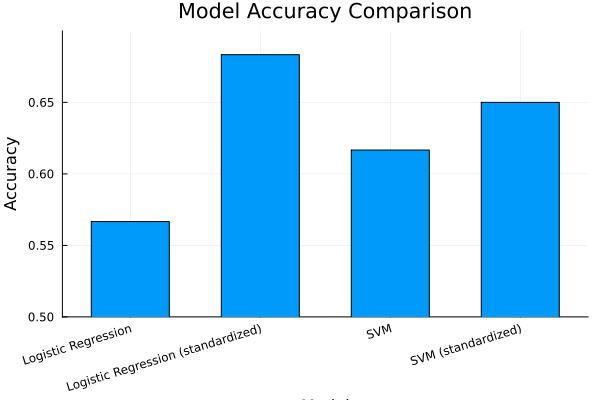 Model Accuracy Comparison
Accuracy
0.65
0.60
0.55
0.50
Logistic Regression
Logistic Regression (standardized)
SVM
SVM (standardized)